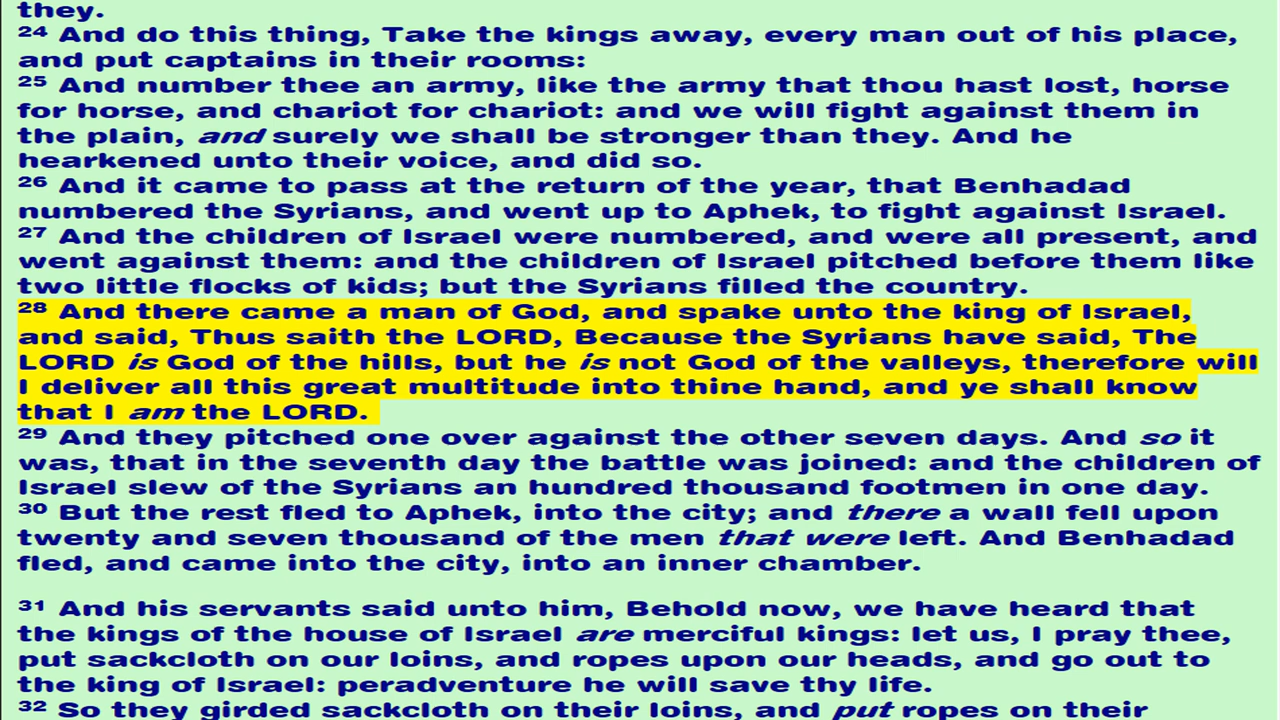 they.
24 And do this thing, Take the kings away, every man out of his place,
and put captains in their rooms:
25 And number thee an army, like the army that thou hast lost, horse
for horse, and chariot for chariot: and we will fight against them in
the plain, and surely we shall be stronger than they. And he
hearkened unto their voice, and did so.
26 And it came to pass at the return of the year, that Benhadad
numbered the Syrians, and went up to Aphek, to fight against Israel.
27 And the children of Israel were numbered, and were all present, and
went against them: and the children of Israel pitched before them like
two little flocks of kids; but the Syrians filled the country.
28 And there came a man of God, and spake unto the king of Israel,
and said, Thus saith the LORD, Because the Syrians have said, The
LORD is God of the hills, but he is not God of the valleys, therefore will
I deliver all this great multitude into thine hand, and ye shall know
that I am the LORD.
29 And they pitched one over against the other seven days. And so it
was, that in the seventh day the battle was joined: and the children of
Israel slew of the Syrians an hundred thousand footmen in one day.
30 But the rest fled to Aphek, into the city; and there a wall fell upon
twenty and seven thousand of the men that were left. And Benhadad
fled, and came into the city, into an inner chamber.
31 And his servants said unto him, Behold now, we have heard that
the kings of the house of Israel are merciful kings: let us, I pray thee,
put sackcloth on our loins, and ropes upon our heads, and go out to
the king of Israel: peradventure he will save thy life.
32 So they girded sackcloth on their loins, and put ropes on their